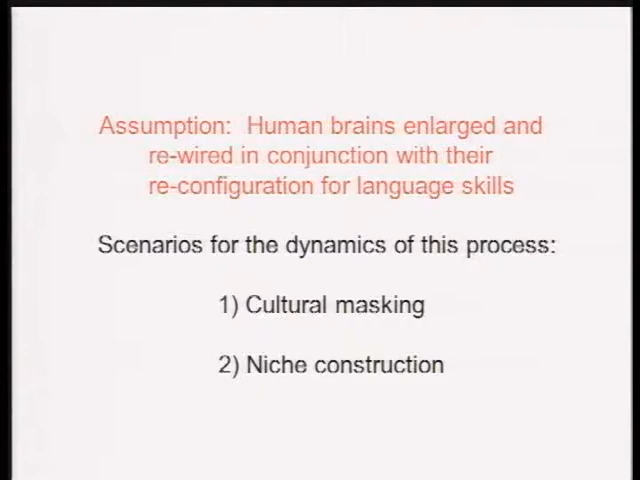 Assumption:  Human brains enlarged and
re-wired in conjunction with their
re-configuration for language skills
Scenarios for the dynamics of this process:
1) Cultural masking
2) Niche construction